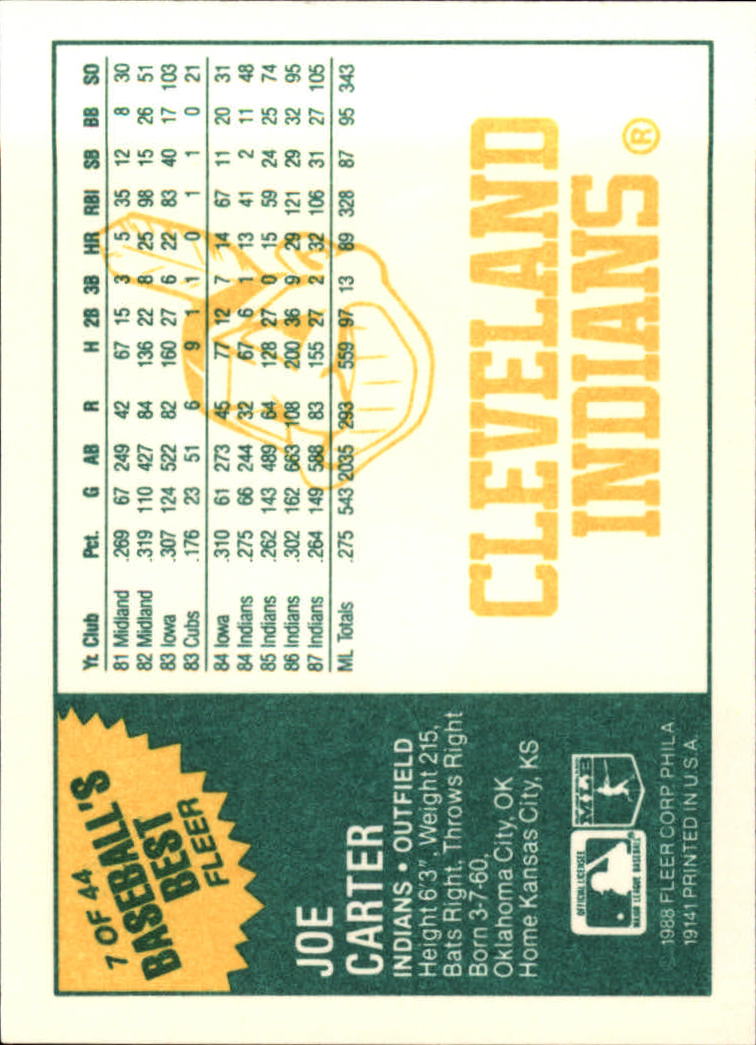 7 OF 44
BASEBALL'S
BEST
FLEER
JOE
CARTER
INDIANS • OUTFIELD
Height 6'3", Weight 215,
Bats Right, Throws Right
Born 3-7-60,
Oklahoma City, OK
Home Kansas City, KS
OFFICIAL LICENSEE
MAJOR LEAGUE BASEBALL®
© 1988 FLEER CORP. PHILA
19141 PRINTED IN U.S.A.
Yr. Club Pct. G AB R H 2B 3B HR RBI SB BB SO
81 Midland .269 67 249 42 67 15 3 5 35 12 8 30
82 Midland .319 110 427 84 136 22 8 25 98 15 26 51
83 Iowa .307 124 522 82 160 27 6 22 83 40 17 103
83 Cubs .176 23 51 6 9 1 1 0 1 1 0 21
84 Iowa .310 61 273 45 77 12 7 14 67 11 20 31
84 Indians .275 66 244 32 67 6 1 13 41 2 11 48
85 Indians .262 143 489 64 128 27 0 15 59 24 25 74
86 Indians .302 162 663 108 200 36 9 29 121 29 32 95
87 Indians .264 149 588 83 155 27 2 32 106 31 27 105
ML Totals .275 543 2035 293 559 97 13 89 328 87 95 343
CLEVELAND
INDIANS ®